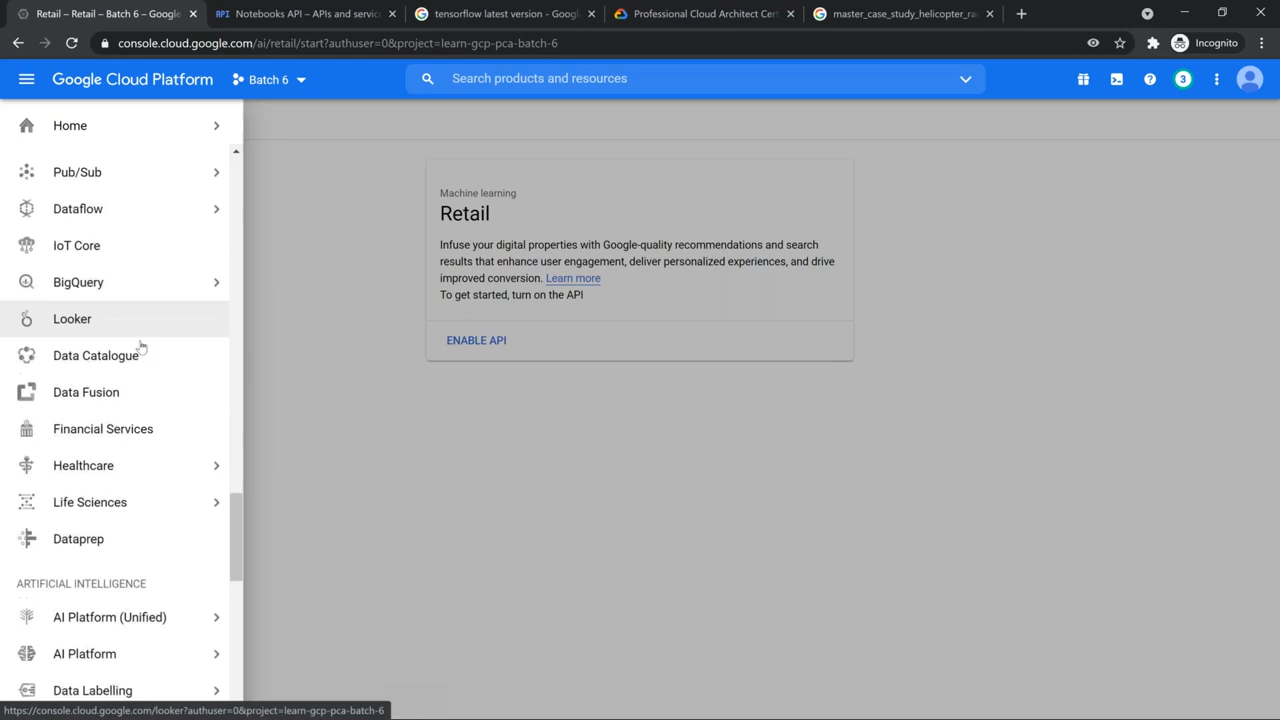 Retail – Retail – Batch 6 – Google
Notebooks API – APIs and servic
tensorflow latest version - Googl
Professional Cloud Architect Cert
master_case_study_helicopter_ra
console.cloud.google.com/ai/retail/start?authuser=0&project=learn-gcp-pca-batch-6
Incognito
Google Cloud Platform
Batch 6
Search products and resources
3
Home
Pub/Sub
Dataflow
IoT Core
BigQuery
Looker
Data Catalogue
Data Fusion
Financial Services
Healthcare
Life Sciences
Dataprep
ARTIFICIAL INTELLIGENCE
AI Platform (Unified)
AI Platform
Data Labelling
Machine learning
Retail
Infuse your digital properties with Google-quality recommendations and search
results that enhance user engagement, deliver personalized experiences, and drive
improved conversion. Learn more
To get started, turn on the API
ENABLE API
https://console.cloud.google.com/looker?authuser=0&project=learn-gcp-pca-batch-6